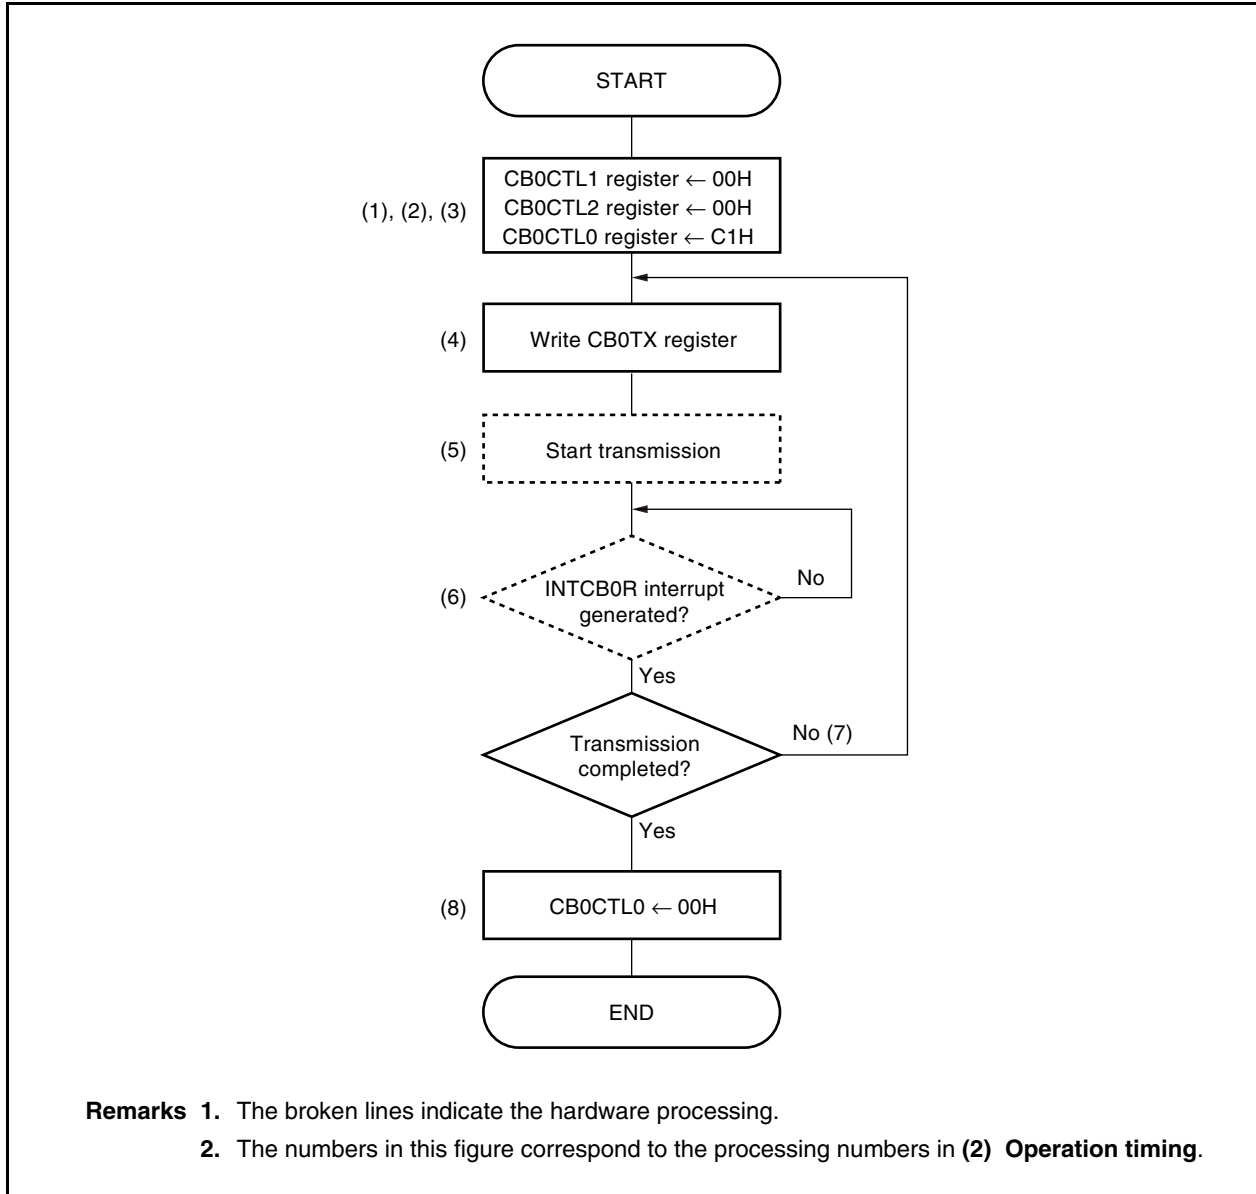 START
CB0CTL1 register ← 00H
CB0CTL2 register ← 00H
(1), (2), (3)
CB0CTL0 register ← C1H
(4)
Write CB0TX register
(5)
Start transmission
(6)
INTCB0R interrupt
generated?
No
Yes
Transmission
completed?
No (7)
Yes
(8)
CB0CTL0 ← 00H
END
Remarks 1. The broken lines indicate the hardware processing.
2. The numbers in this figure correspond to the processing numbers in (2) Operation timing.